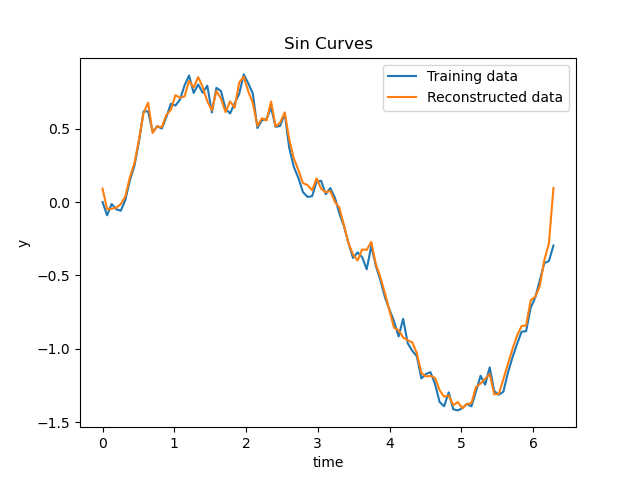 Sin Curves
Training data
Reconstructed data
0.5
0.0
−0.5
−1.0
−1.5
y
0 1 2 3 4 5 6
time